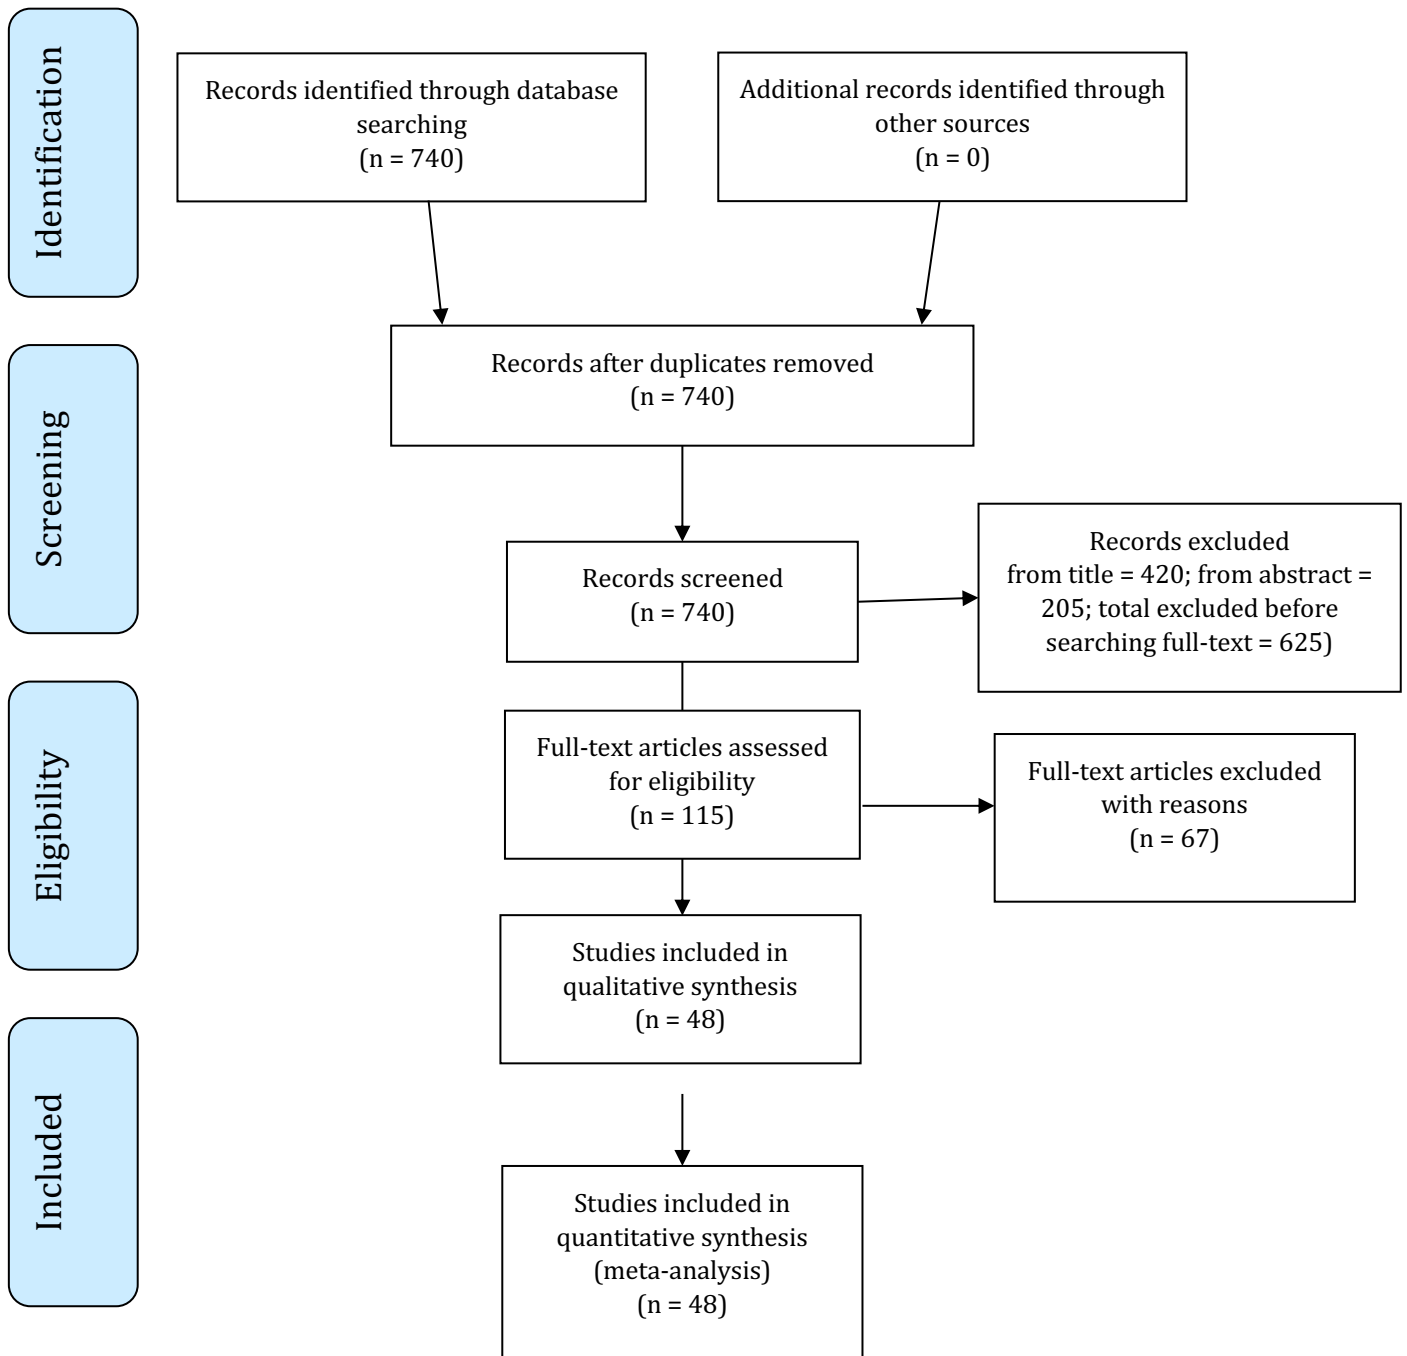 Identification
Records identified through database
searching
(n = 740)
Additional records identified through
other sources
(n = 0)
Records after duplicates removed
(n = 740)
Screening
Records screened
(n = 740)
Records excluded
from title = 420; from abstract =
205; total excluded before
searching full-text = 625)
Eligibility
Full-text articles assessed
for eligibility
(n = 115)
Full-text articles excluded
with reasons
(n = 67)
Studies included in
qualitative synthesis
(n = 48)
Included
Studies included in
quantitative synthesis
(meta-analysis)
(n = 48)